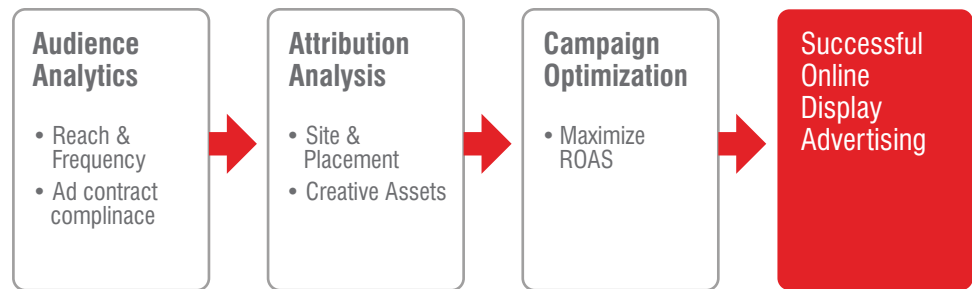 Audience
Analytics
• Reach &
Frequency
• Ad contract
complinace
Attribution
Analysis
• Site &
Placement
• Creative Assets
Campaign
Optimization
• Maximize
ROAS
Successful
Online
Display
Advertising